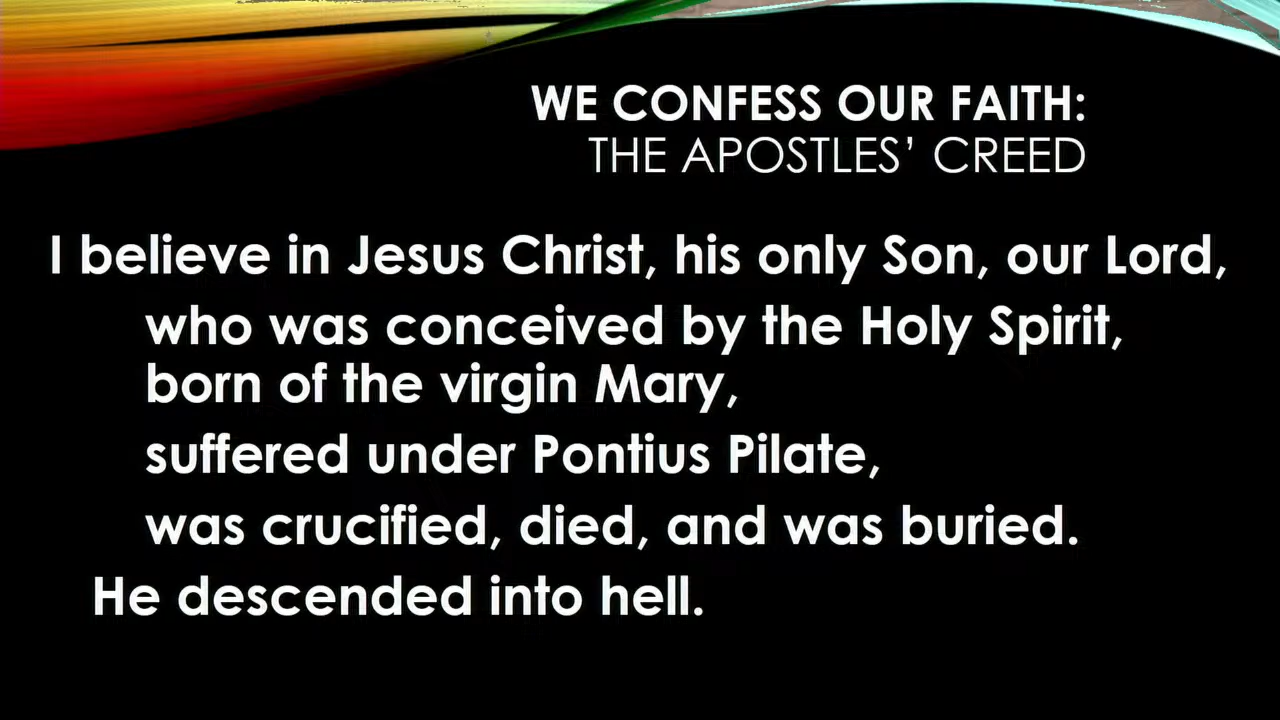 WE CONFESS OUR FAITH:
THE APOSTLES’ CREED
I believe in Jesus Christ, his only Son, our Lord,
who was conceived by the Holy Spirit,
born of the virgin Mary,
suffered under Pontius Pilate,
was crucified, died, and was buried.
He descended into hell.